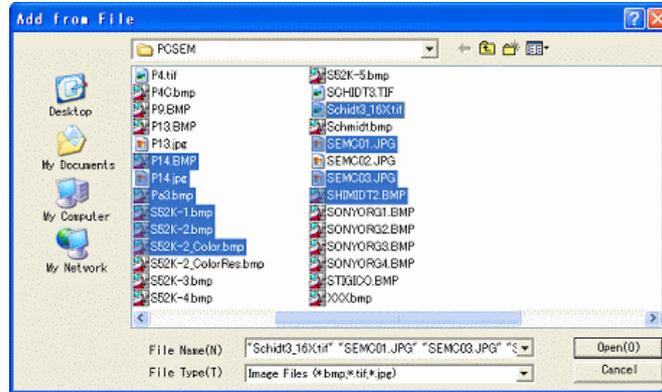 Add from File
PCSEM
Desktop
My Documents
My Computer
My Network
P4.tif
P4C.bmp
P9.BMP
P13.BMP
P13.jpg
P14.BMP
P14.jpg
Pa3.bmp
S52K-1.bmp
S52K-2.bmp
S52K-2_Color.bmp
S52K-2_ColorRes.bmp
S52K-3.bmp
S52K-4.bmp
S52K-5.bmp
SCHIDT3.TIF
Schidt3_16X.tif
Schmidt.bmp
SEMC01.JPG
SEMC02.JPG
SEMC03.JPG
SHIMIDT2.BMP
SONYORG1.BMP
SONYORG2.BMP
SONYORG3.BMP
SONYORG4.BMP
STIGICO.BMP
XXX.bmp
File Name(N) "Schidt3_16X.tif" "SEMC01.JPG" "SEMC03.JPG" "S
Open(O)
File Type(T) Image Files (*.bmp,*.tif,*.jpg)
Cancel